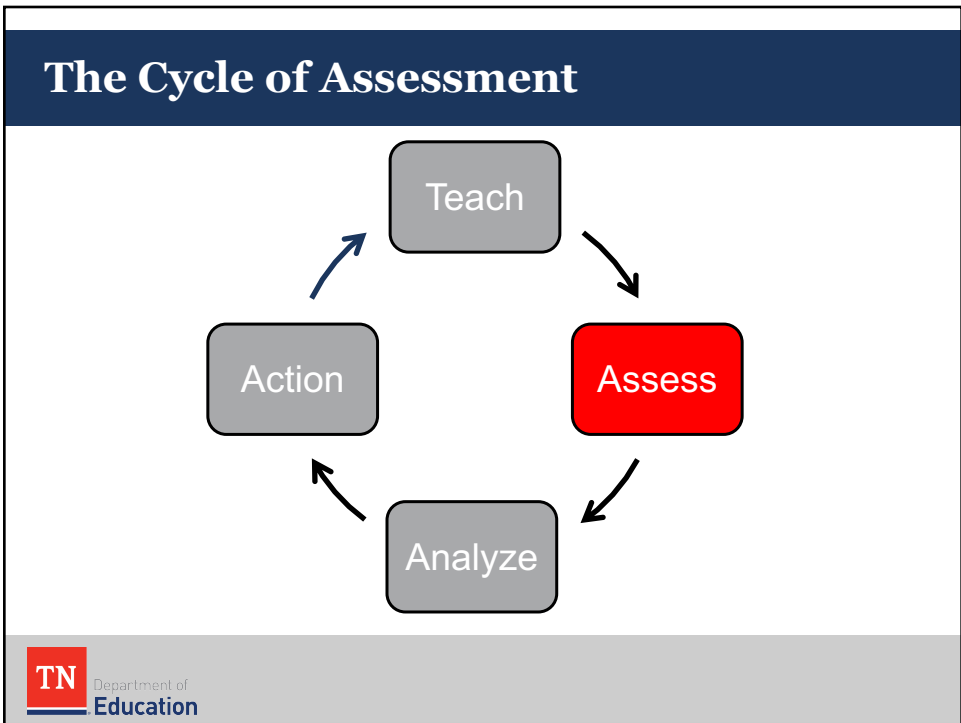 The Cycle of Assessment
Teach
Action
Assess
Analyze
TN
Department of
Education